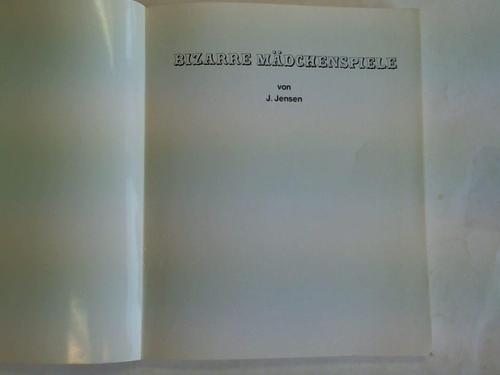 BIZARRE MÄDCHENSPIELE
von
J. Jensen